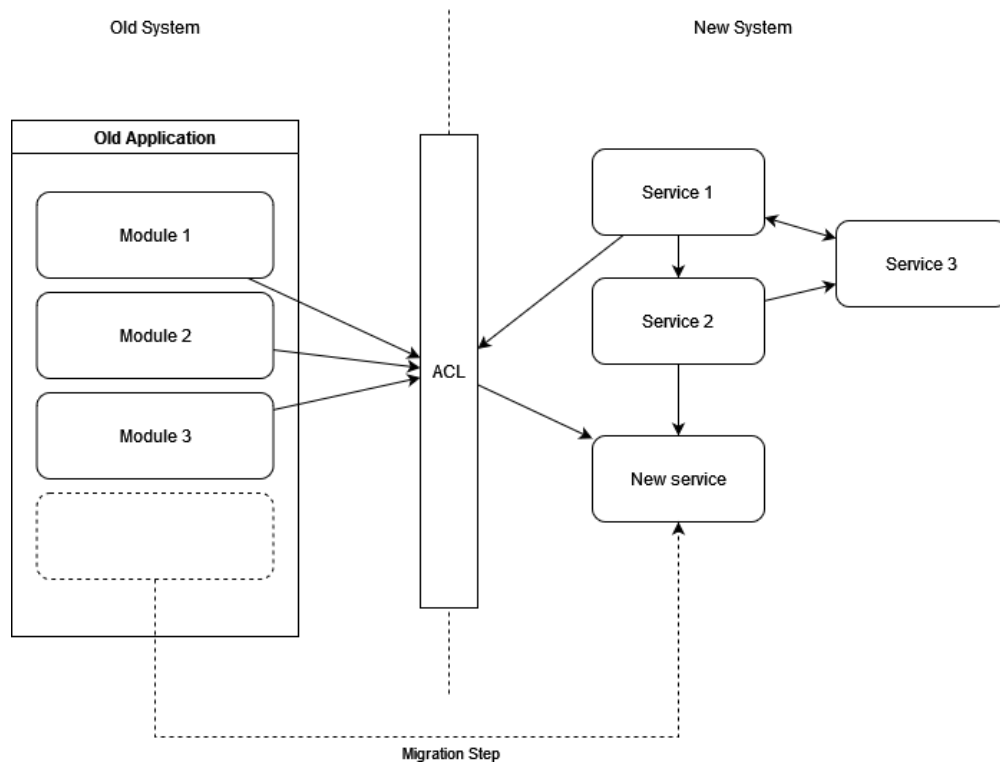 Old System
New System
Old Application
Module 1
Module 2
Module 3
ACL
Service 1
Service 2
Service 3
New service
Migration Step